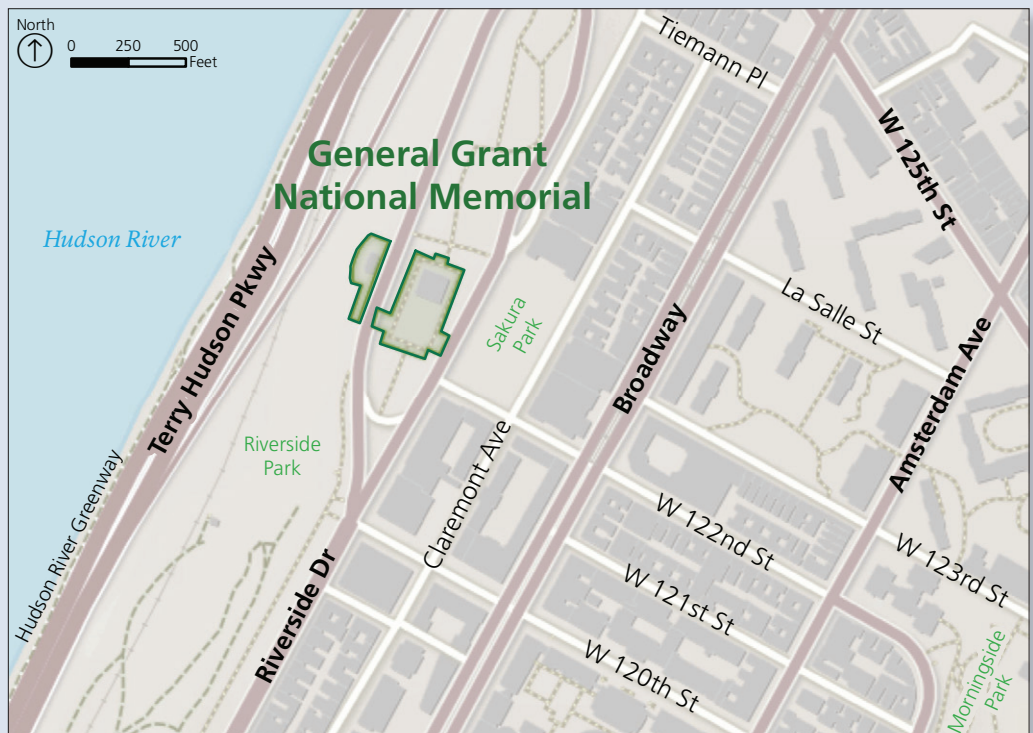 North
0 250 500
Feet
Tiemann Pl
W 125th St
General Grant
National Memorial
Hudson River
Terry Hudson Pkwy
Sakura
Park
La Salle St
Broadway
Amsterdam Ave
Riverside
Park
Claremont Ave
Hudson River Greenway
W 122nd St
W 123rd St
Riverside Dr
W 121st St
W 120th St
Morningside
Park